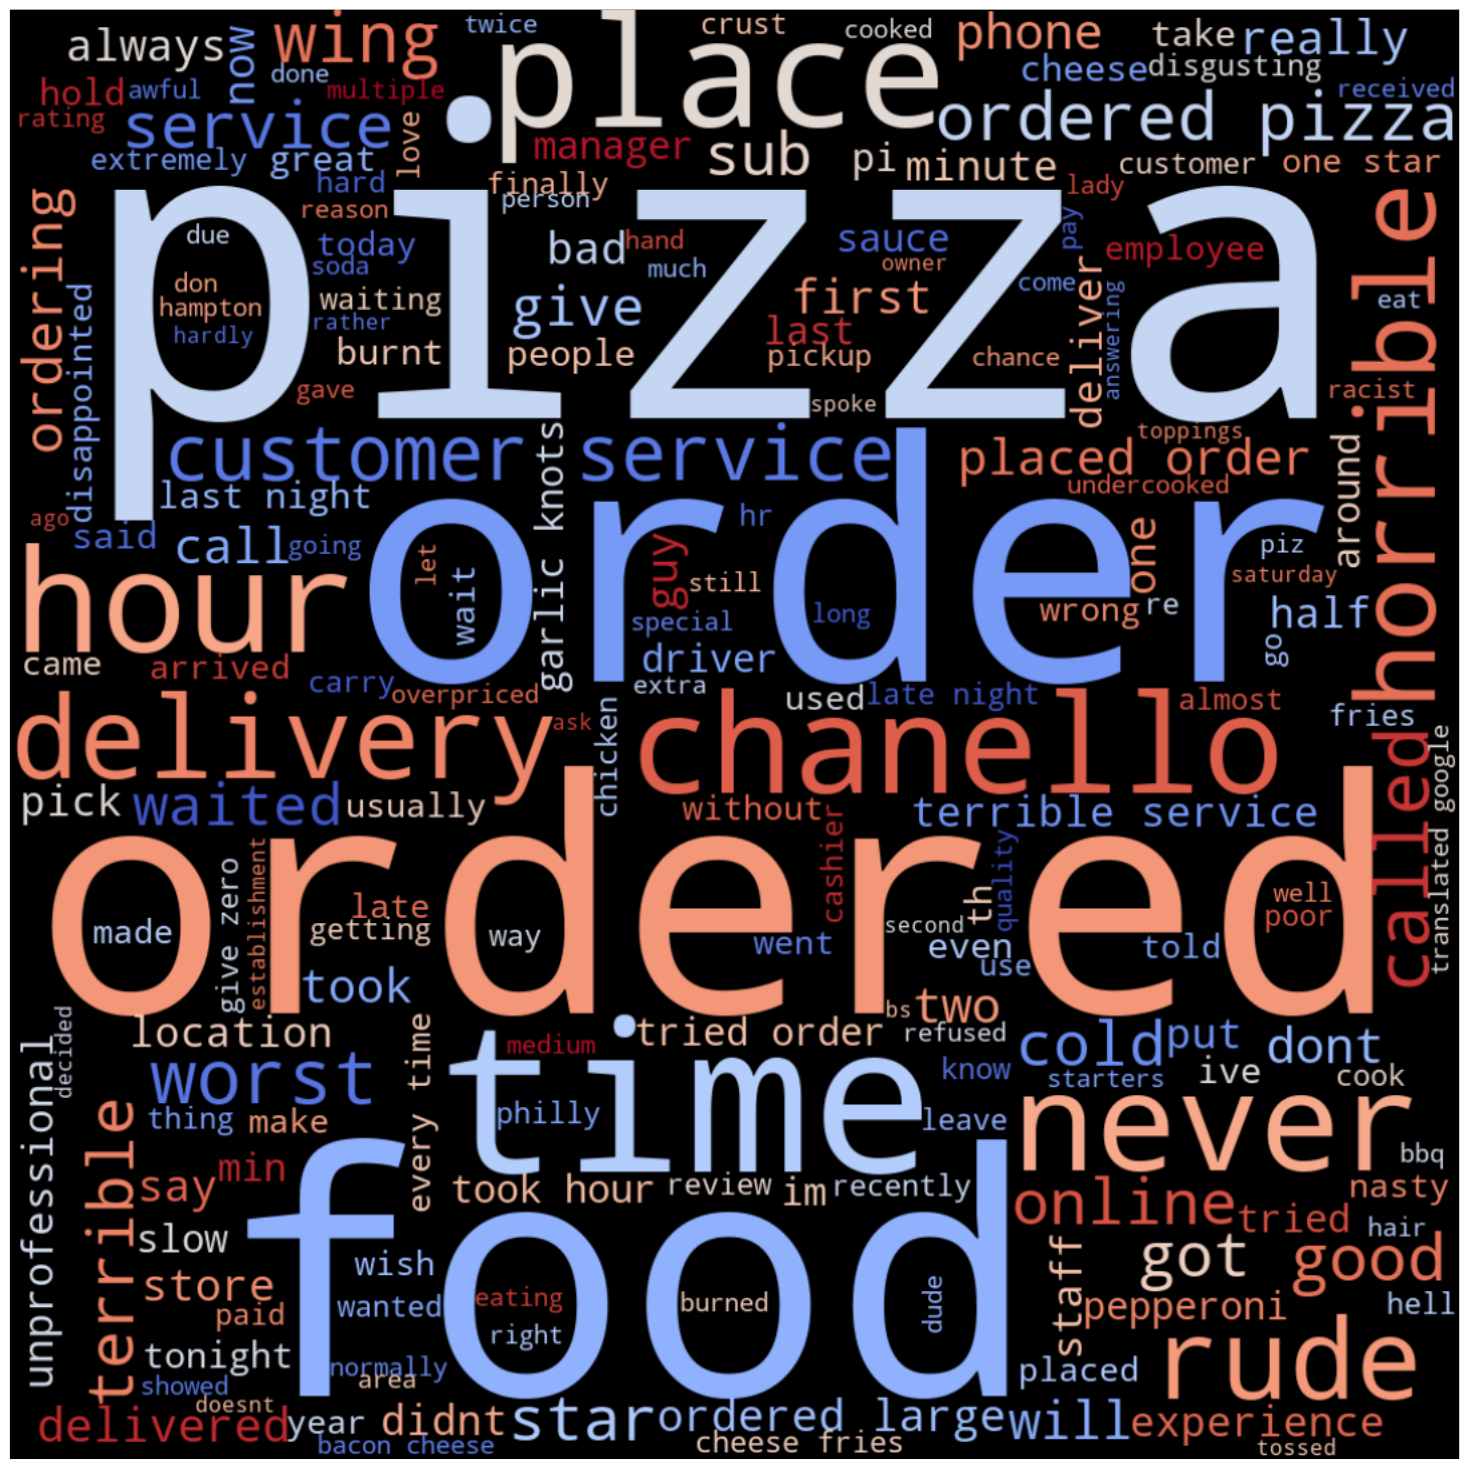 twice
crust
cooked
always
wing
place
phone
take
really
now
done
cheese
disgusting
hold
awful
multiple
received
rating
service
love
ordered pizza
manager
sub
pi
minute
customer
one star
extremely
great
hard
finally
person
lady
reason
ordering
pizza
due
today
bad
hand
sauce
owner
pay
employee
horrible
soda
much
come
don
hampton
waiting
give
first
deliver
answering
eat
hardly
rather
last
disappointed
burnt
people
pickup
chance
gave
spoke
racist
toppings
customer service
placed order
around
undercooked
last night
garlic knots
ago
said
call
going
order
hr
one
piz
let
wait
guy
still
saturday
hour
special
long
wrong
re
half
driver
go
came
arrived
carry
overpriced
extra
used
late night
almost
delivery
ask
chicken
chanello
fries
called
translated google
pick
waited
usually
without
terrible service
cashier
ordered
quality
give zero
establishment
late
made
getting
way
went
second
th
even
use
told
well
poor
took
bs
two
decided
location
tried order
refused
cold
put
dont
unprofessional
worst
every time
medium
time
know
starters
ive
cook
thing
make
philly
leave
never
terrible
bbq
say
min
took hour
review
im
recently
online
tried
nasty
hair
slow
food
wish
staff
got
good
store
eating
burned
dude
paid
wanted
right
pepperoni
hell
tonight
normally
area
placed
rude
showed
doesnt
delivered
year
didnt
star
ordered large
will
experience
bacon cheese
cheese fries
tossed